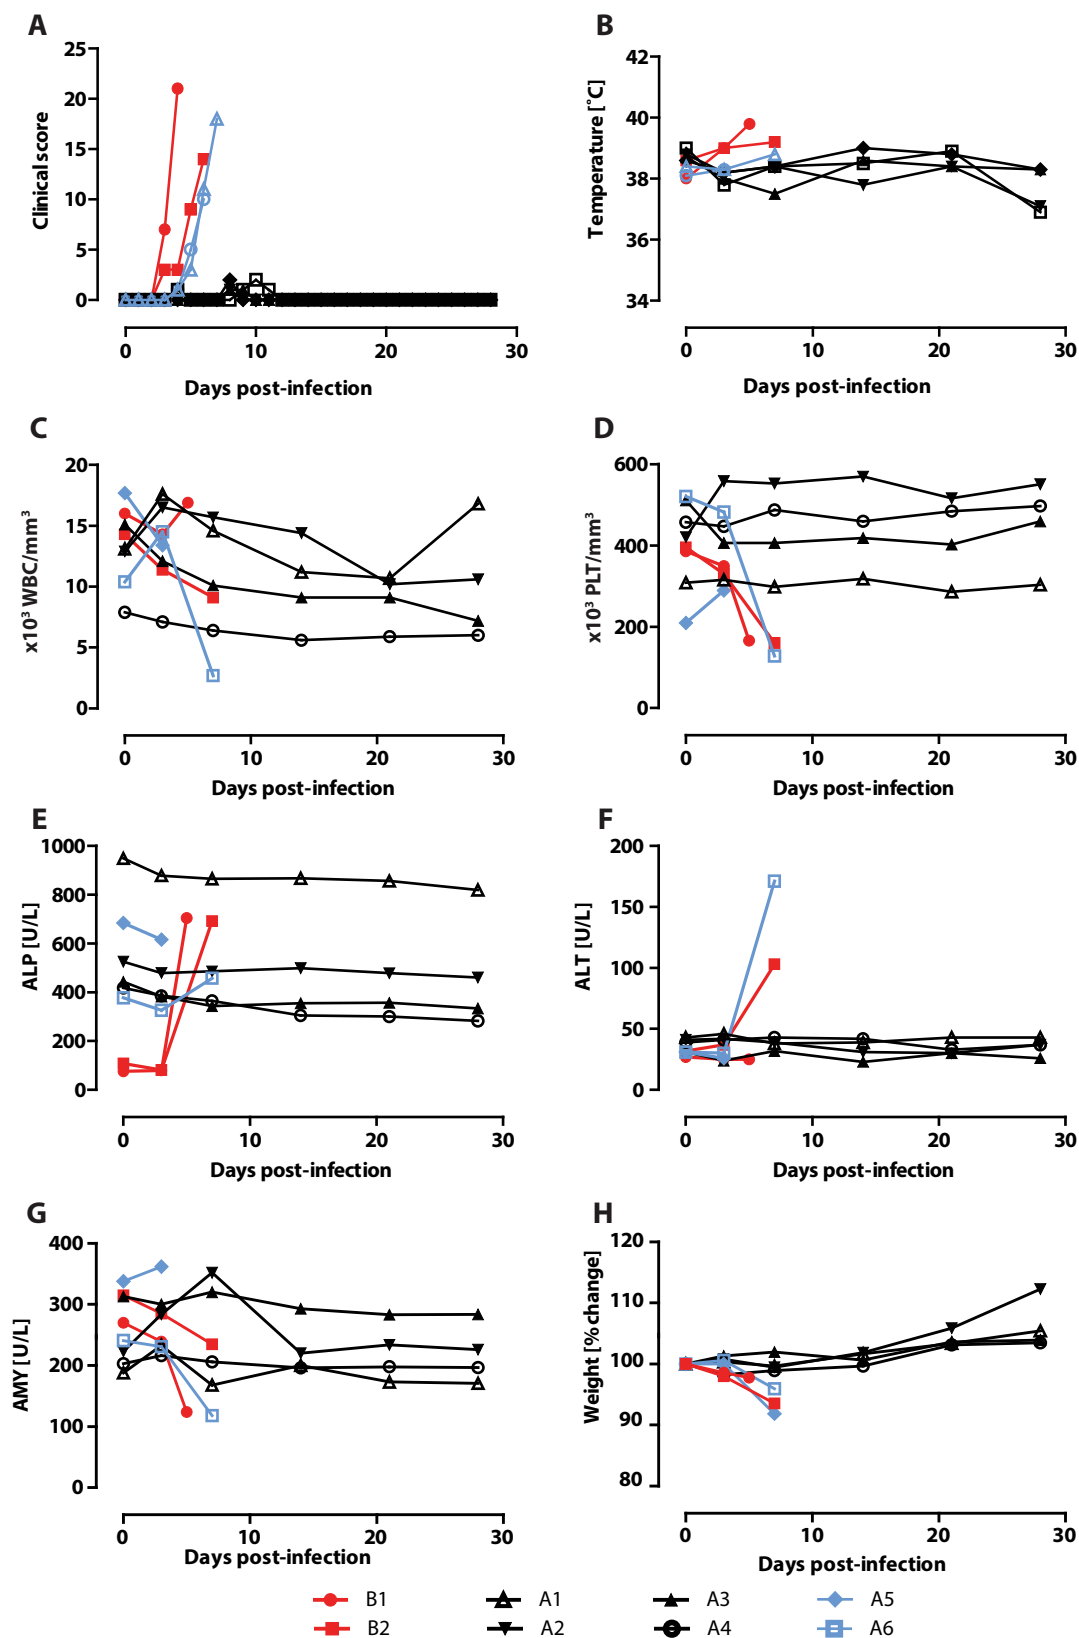 A
25
20
15
10
5
0
Clinical score
0 10 20 30
Days post-infection
B
42
40
38
36
34
Temperature [˚C]
0 10 20 30
Days post-infection
C
20
15
10
5
0
x10³ WBC/mm³
0 10 20 30
Days post-infection
D
600
400
200
0
x10³ PLT/mm³
0 10 20 30
Days post-infection
E
1000
800
600
400
200
0
ALP [U/L]
0 10 20 30
Days post-infection
F
200
150
100
50
0
ALT [U/L]
0 10 20 30
Days post-infection
G
400
300
200
100
0
AMY [U/L]
0 10 20 30
Days post-infection
H
120
110
100
90
80
Weight [% change]
0 10 20 30
Days post-infection
B1 A1 A3 A5
B2 A2 A4 A6